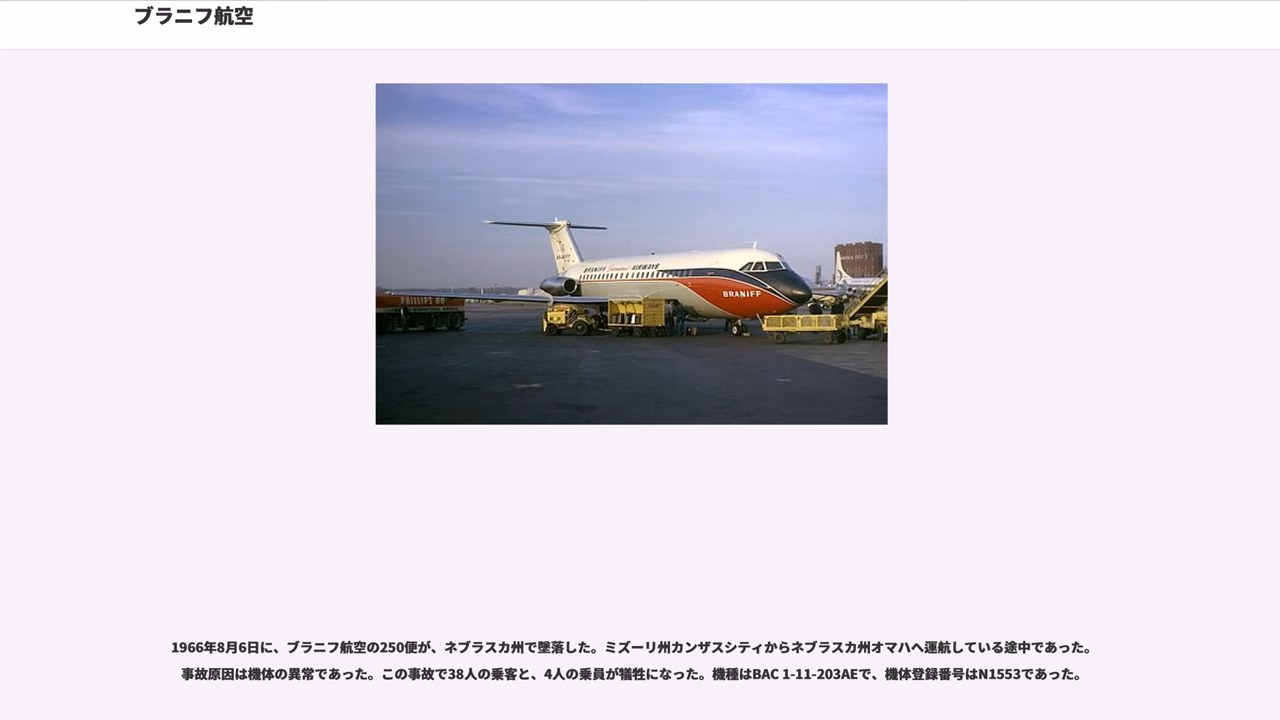 ブラニフ航空
BRANIFF International AIRWAYS
BRANIFF
PHILLIPS 66
1966年8月6日に、ブラニフ航空の250便が、ネブラスカ州で墜落した。ミズーリ州カンザスシティからネブラスカ州オマハへ運航している途中であった。
事故原因は機体の異常であった。この事故で38人の乗客と、4人の乗員が犠牲になった。機種はBAC 1-11-203AEで、機体登録番号はN1553であった。